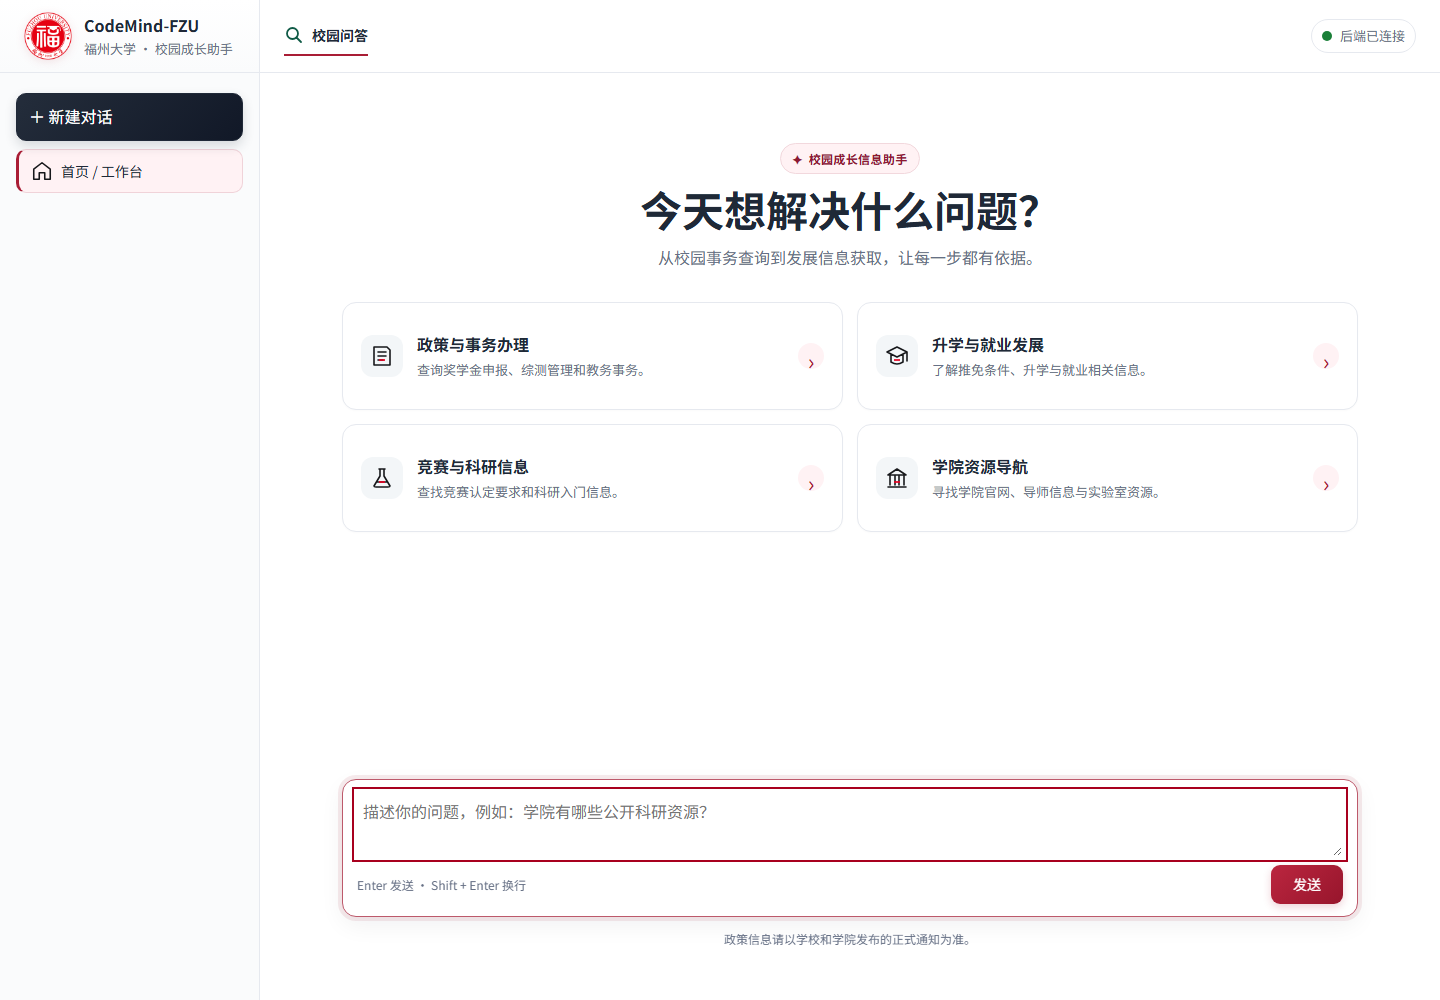 CodeMind-FZU
福州大学 · 校园成长助手
+ 新建对话
首页 / 工作台
校园问答
后端已连接
✦ 校园成长信息助手
今天想解决什么问题？
从校园事务查询到发展信息获取，让每一步都有依据。
政策与事务办理
查询奖学金申报、综测管理和教务事务。
升学与就业发展
了解推免条件、升学与就业相关信息。
竞赛与科研信息
查找竞赛认定要求和科研入门信息。
学院资源导航
寻找学院官网、导师信息与实验室资源。
描述你的问题，例如：学院有哪些公开科研资源？
Enter 发送 · Shift + Enter 换行
发送
政策信息请以学校和学院发布的正式通知为准。